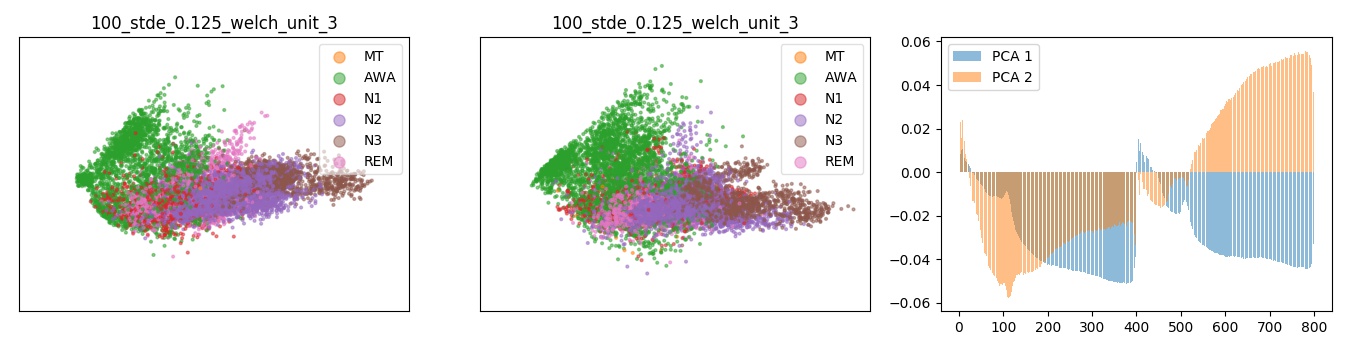 100_stde_0.125_welch_unit_3
MT
AWA
N1
N2
N3
REM
100_stde_0.125_welch_unit_3
MT
AWA
N1
N2
N3
REM
0.06
0.04
0.02
0.00
−0.02
−0.04
−0.06
PCA 1
PCA 2
0 100 200 300 400 500 600 700 800